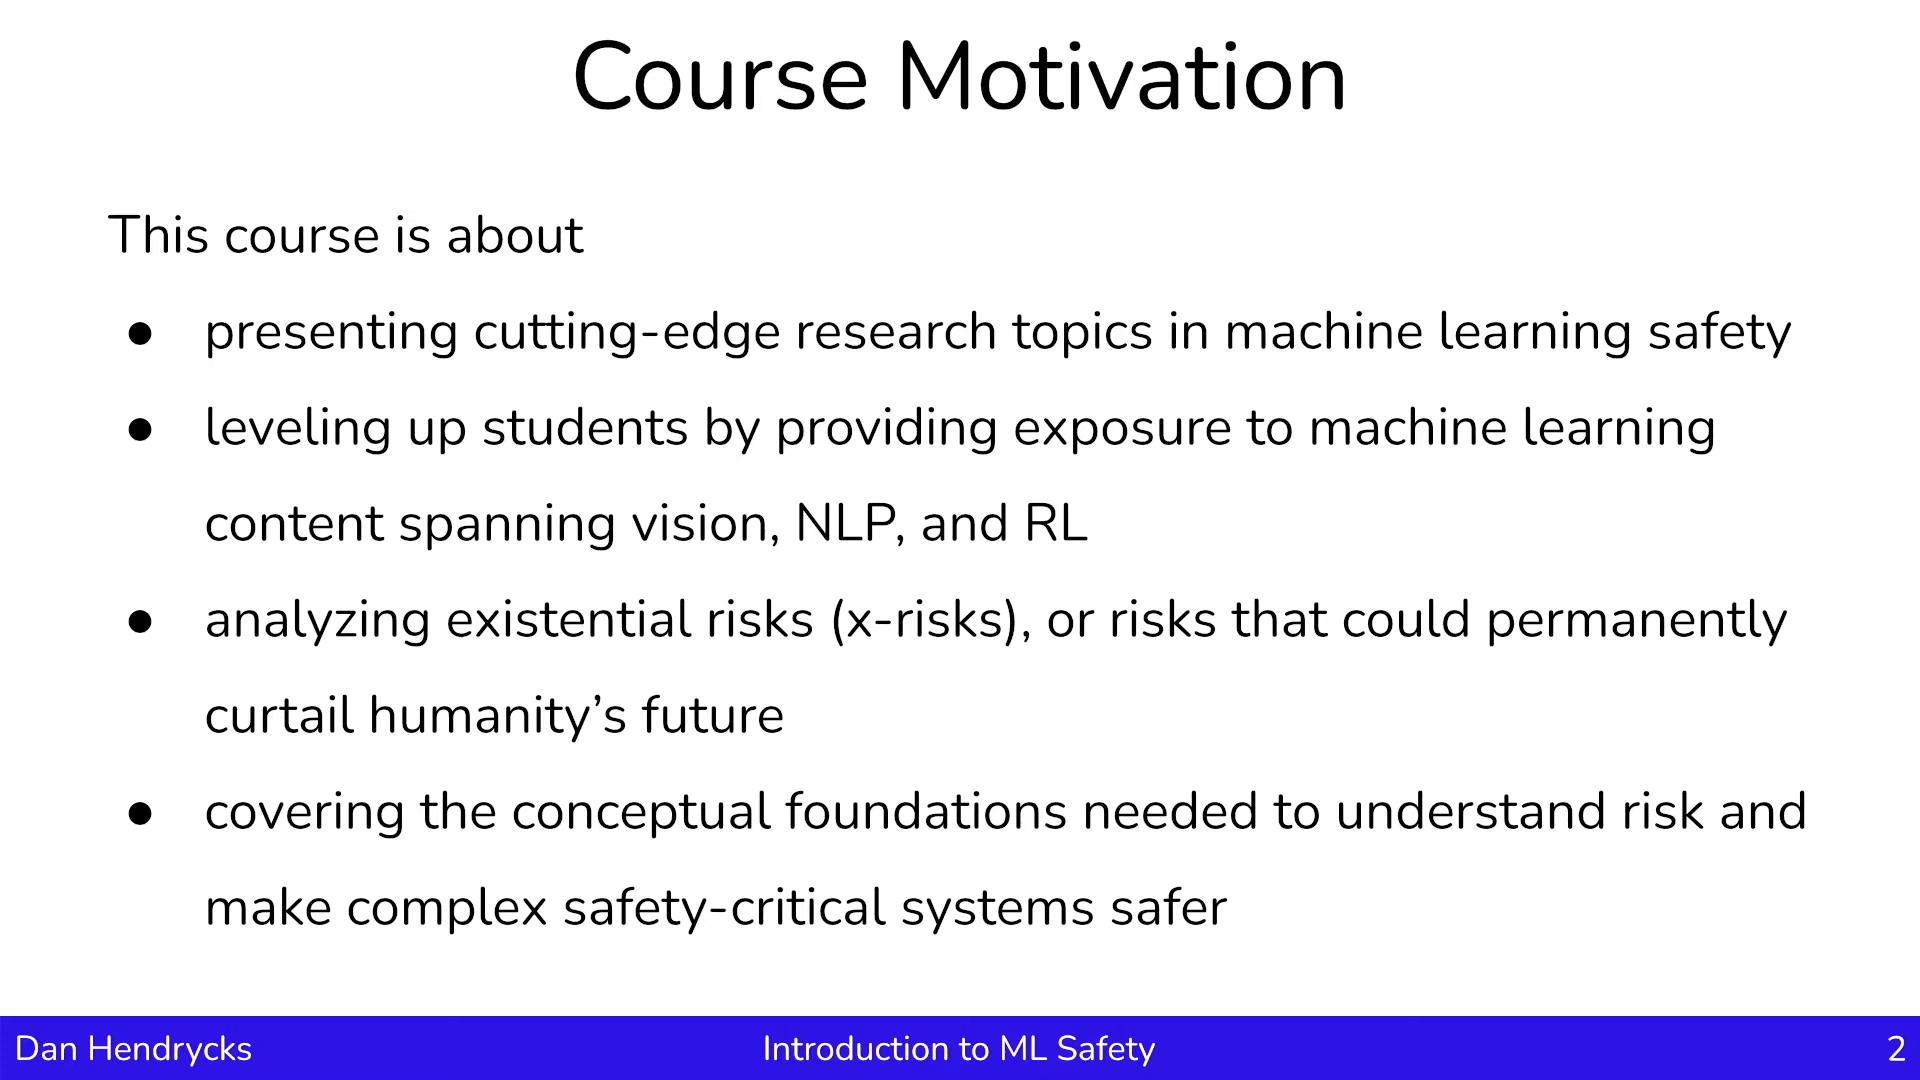 Course Motivation
This course is about
● presenting cutting-edge research topics in machine learning safety
● leveling up students by providing exposure to machine learning
content spanning vision, NLP, and RL
● analyzing existential risks (x-risks), or risks that could permanently
curtail humanity’s future
● covering the conceptual foundations needed to understand risk and
make complex safety-critical systems safer
Dan Hendrycks Introduction to ML Safety 2